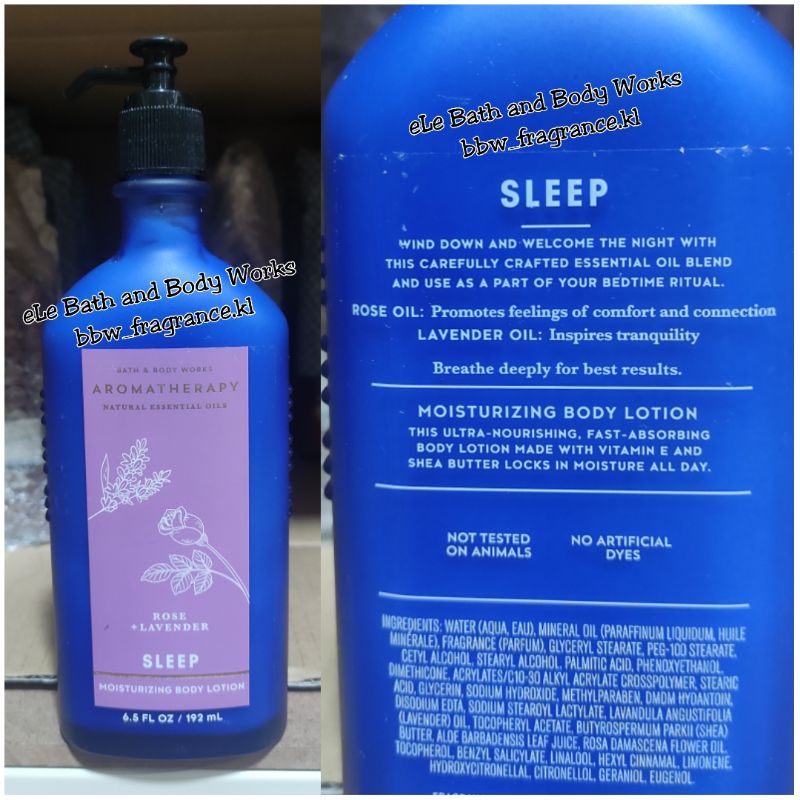 eLe Bath and Body Works
bbw_fragrance.kl
BATH & BODY WORKS
AROMATHERAPY
NATURAL ESSENTIAL OILS
ROSE
+ LAVENDER
SLEEP
MOISTURIZING BODY LOTION
6.5 FL OZ / 192 mL
eLe Bath and Body Works
bbw_fragrance.kl
SLEEP
WIND DOWN AND WELCOME THE NIGHT WITH
THIS CAREFULLY CRAFTED ESSENTIAL OIL BLEND
AND USE AS A PART OF YOUR BEDTIME RITUAL.
ROSE OIL: Promotes feelings of comfort and connection
LAVENDER OIL: Inspires tranquility
Breathe deeply for best results.
MOISTURIZING BODY LOTION
THIS ULTRA-NOURISHING, FAST-ABSORBING
BODY LOTION MADE WITH VITAMIN E AND
SHEA BUTTER LOCKS IN MOISTURE ALL DAY.
NOT TESTED
ON ANIMALS
NO ARTIFICIAL
DYES
INGREDIENTS: WATER (AQUA, EAU), MINERAL OIL (PARAFFINUM LIQUIDUM, HUILE
MINÉRALE), FRAGRANCE (PARFUM), GLYCERYL STEARATE, PEG-100 STEARATE,
CETYL ALCOHOL, STEARYL ALCOHOL, PALMITIC ACID, PHENOXYETHANOL,
DIMETHICONE, ACRYLATES/C10-30 ALKYL ACRYLATE CROSSPOLYMER, STEARIC
ACID, GLYCERIN, SODIUM HYDROXIDE, METHYLPARABEN, DMDM HYDANTOIN,
DISODIUM EDTA, SODIUM STEAROYL LACTYLATE, LAVANDULA ANGUSTIFOLIA
(LAVENDER) OIL, TOCOPHERYL ACETATE, BUTYROSPERMUM PARKII (SHEA)
BUTTER, ALOE BARBADENSIS LEAF JUICE, ROSA DAMASCENA FLOWER OIL,
TOCOPHEROL, BENZYL SALICYLATE, LINALOOL, HEXYL CINNAMAL, LIMONENE,
HYDROXYCITRONELLAL, CITRONELLOL, GERANIOL, EUGENOL.